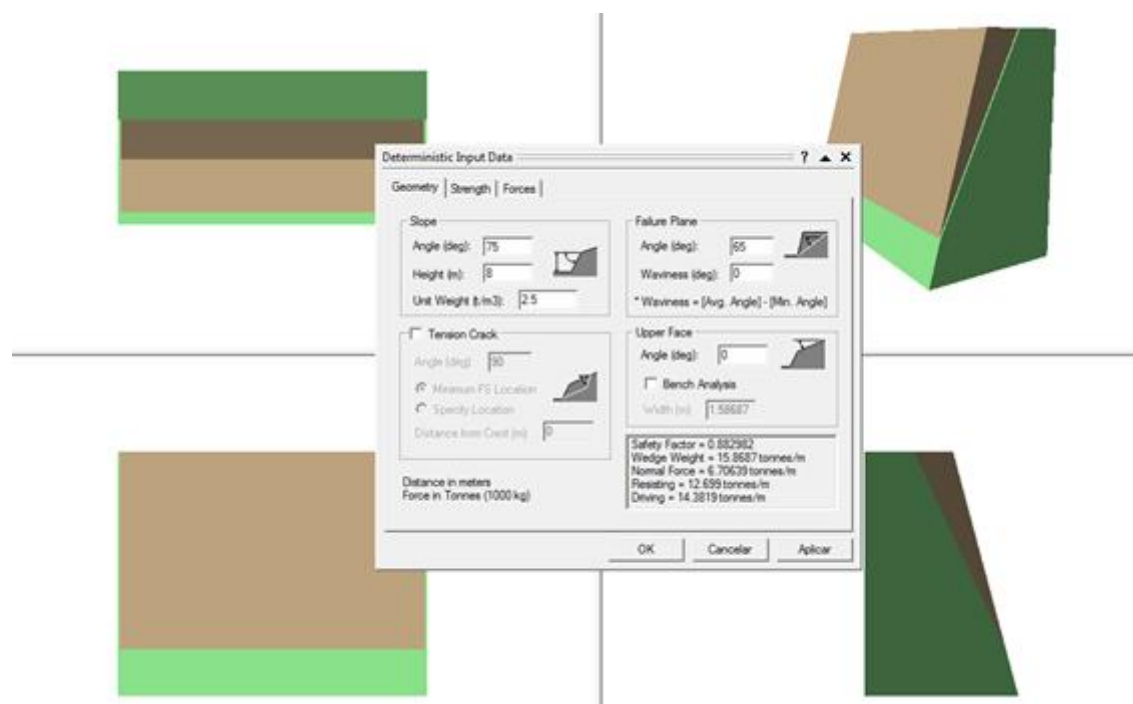 Deterministic Input Data ? ▲ X
Geometry Strength Forces
Slope
Angle (deg): 75
Height (m): 8
Unit Weight (t/m3): 2.5
Tension Crack
Angle (deg): 90
Minimum FS Location
Specify Location
Distance from Crest (m): 0
Distance in meters
Force in Tonnes (1000 kg)
Failure Plane
Angle (deg): 65
Waviness (deg): 0
* Waviness = [Avg. Angle] - [Min. Angle]
Upper Face
Angle (deg): 0
Bench Analysis
Width (m): 1.58687
Safety Factor = 0.882982
Wedge Weight = 15.8687 tonnes/m
Normal Force = 6.70639 tonnes/m
Resisting = 12.699 tonnes/m
Driving = 14.3819 tonnes/m
OK Cancelar Aplicar